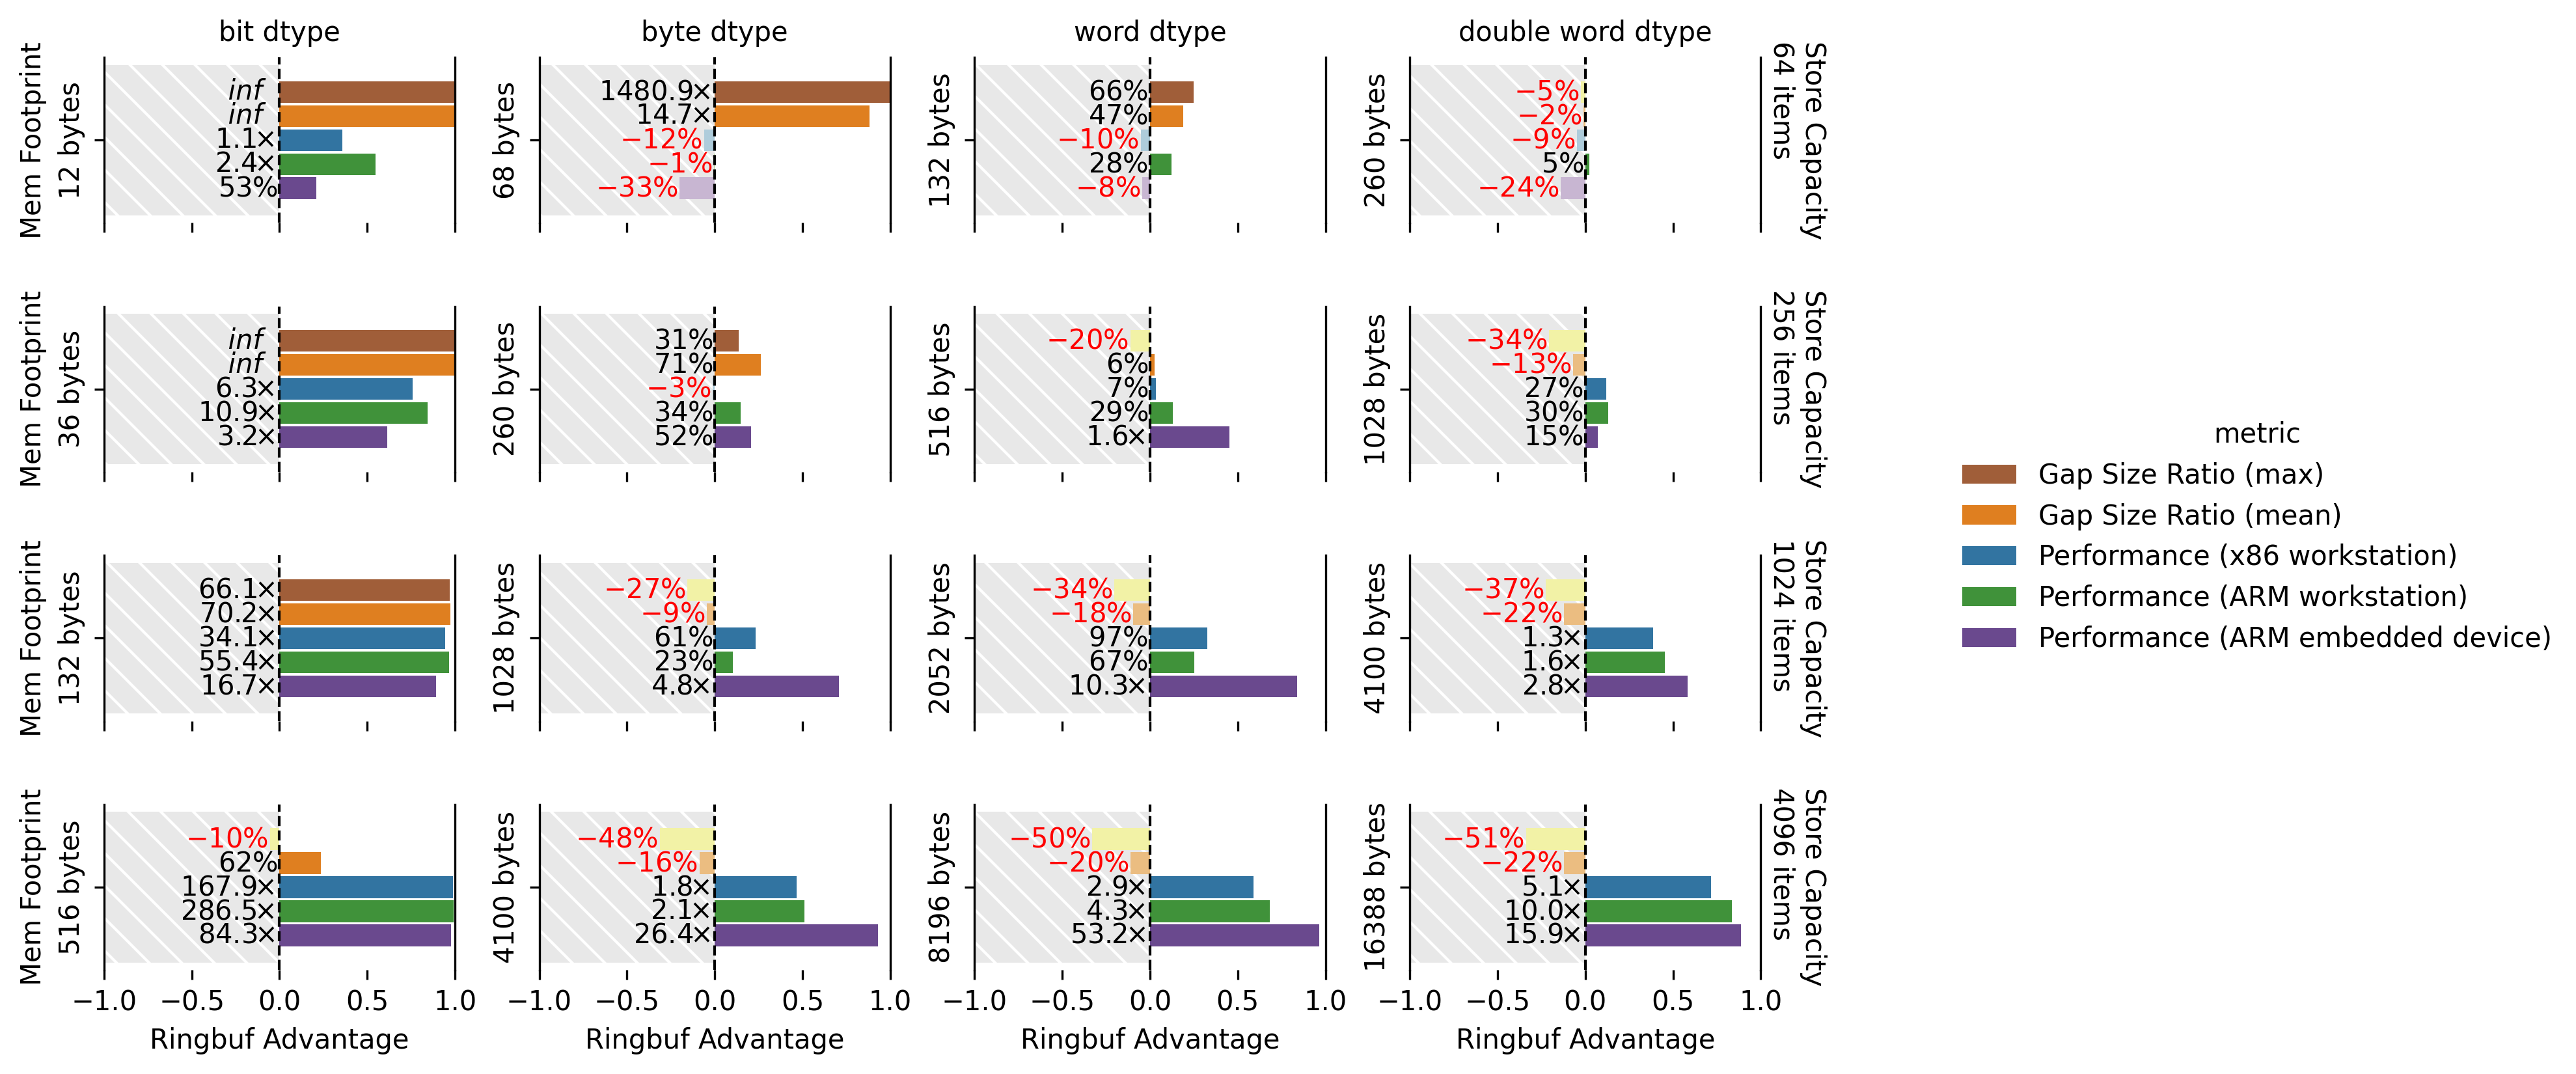 bit dtype
byte dtype
word dtype
double word dtype
Mem Footprint
12 bytes
inf
inf
1.1×
2.4×
53%
68 bytes
1480.9×
14.7×
−12%
−1%
−33%
132 bytes
66%
47%
−10%
28%
−8%
260 bytes
−5%
−2%
−9%
5%
−24%
Store Capacity
64 items
Mem Footprint
36 bytes
inf
inf
6.3×
10.9×
3.2×
260 bytes
31%
71%
−3%
34%
52%
516 bytes
−20%
6%
7%
29%
1.6×
1028 bytes
−34%
−13%
27%
30%
15%
Store Capacity
256 items
Mem Footprint
132 bytes
66.1×
70.2×
34.1×
55.4×
16.7×
1028 bytes
−27%
−9%
61%
23%
4.8×
2052 bytes
−34%
−18%
97%
67%
10.3×
4100 bytes
−37%
−22%
1.3×
1.6×
2.8×
Store Capacity
1024 items
Mem Footprint
516 bytes
−10%
62%
167.9×
286.5×
84.3×
4100 bytes
−48%
−16%
1.8×
2.1×
26.4×
8196 bytes
−50%
−20%
2.9×
4.3×
53.2×
16388 bytes
−51%
−22%
5.1×
10.0×
15.9×
Store Capacity
4096 items
−1.0 −0.5 0.0 0.5 1.0
−1.0 −0.5 0.0 0.5 1.0
−1.0 −0.5 0.0 0.5 1.0
−1.0 −0.5 0.0 0.5 1.0
Ringbuf Advantage
Ringbuf Advantage
Ringbuf Advantage
Ringbuf Advantage
metric
Gap Size Ratio (max)
Gap Size Ratio (mean)
Performance (x86 workstation)
Performance (ARM workstation)
Performance (ARM embedded device)